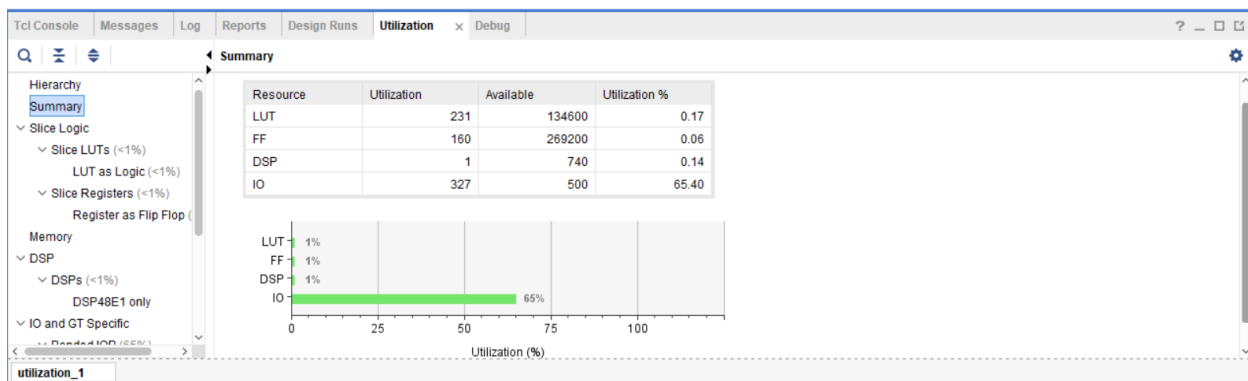 Tcl Console Messages Log Reports Design Runs Utilization × Debug ? _
Summary
Hierarchy
Summary
Slice Logic
Slice LUTs (<1%)
LUT as Logic (<1%)
Slice Registers (<1%)
Register as Flip Flop (
Memory
DSP
DSPs (<1%)
DSP48E1 only
IO and GT Specific
Bonded IOB (65%)
Resource Utilization Available Utilization %
LUT 231 134600 0.17
FF 160 269200 0.06
DSP 1 740 0.14
IO 327 500 65.40
LUT 1%
FF 1%
DSP 1%
IO 65%
0 25 50 75 100
Utilization (%)
utilization_1